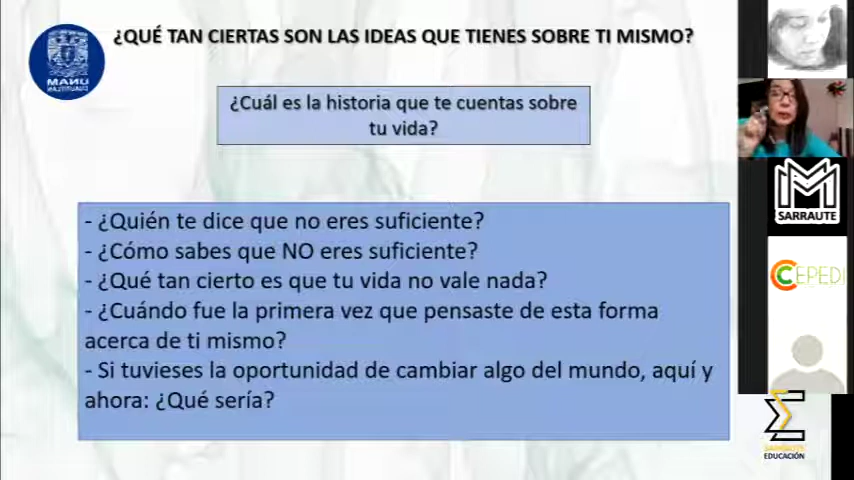 ¿QUÉ TAN CIERTAS SON LAS IDEAS QUE TIENES SOBRE TI MISMO?
MANU
¿Cuál es la historia que te cuentas sobre
tu vida?
- ¿Quién te dice que no eres suficiente?
- ¿Cómo sabes que NO eres suficiente?
- ¿Qué tan cierto es que tu vida no vale nada?
- ¿Cuándo fue la primera vez que pensaste de esta forma
acerca de ti mismo?
- Si tuvieses la oportunidad de cambiar algo del mundo, aquí y
ahora: ¿Qué sería?
SARRAUTE
CEPEDI
SARRAUTE
EDUCACIÓN